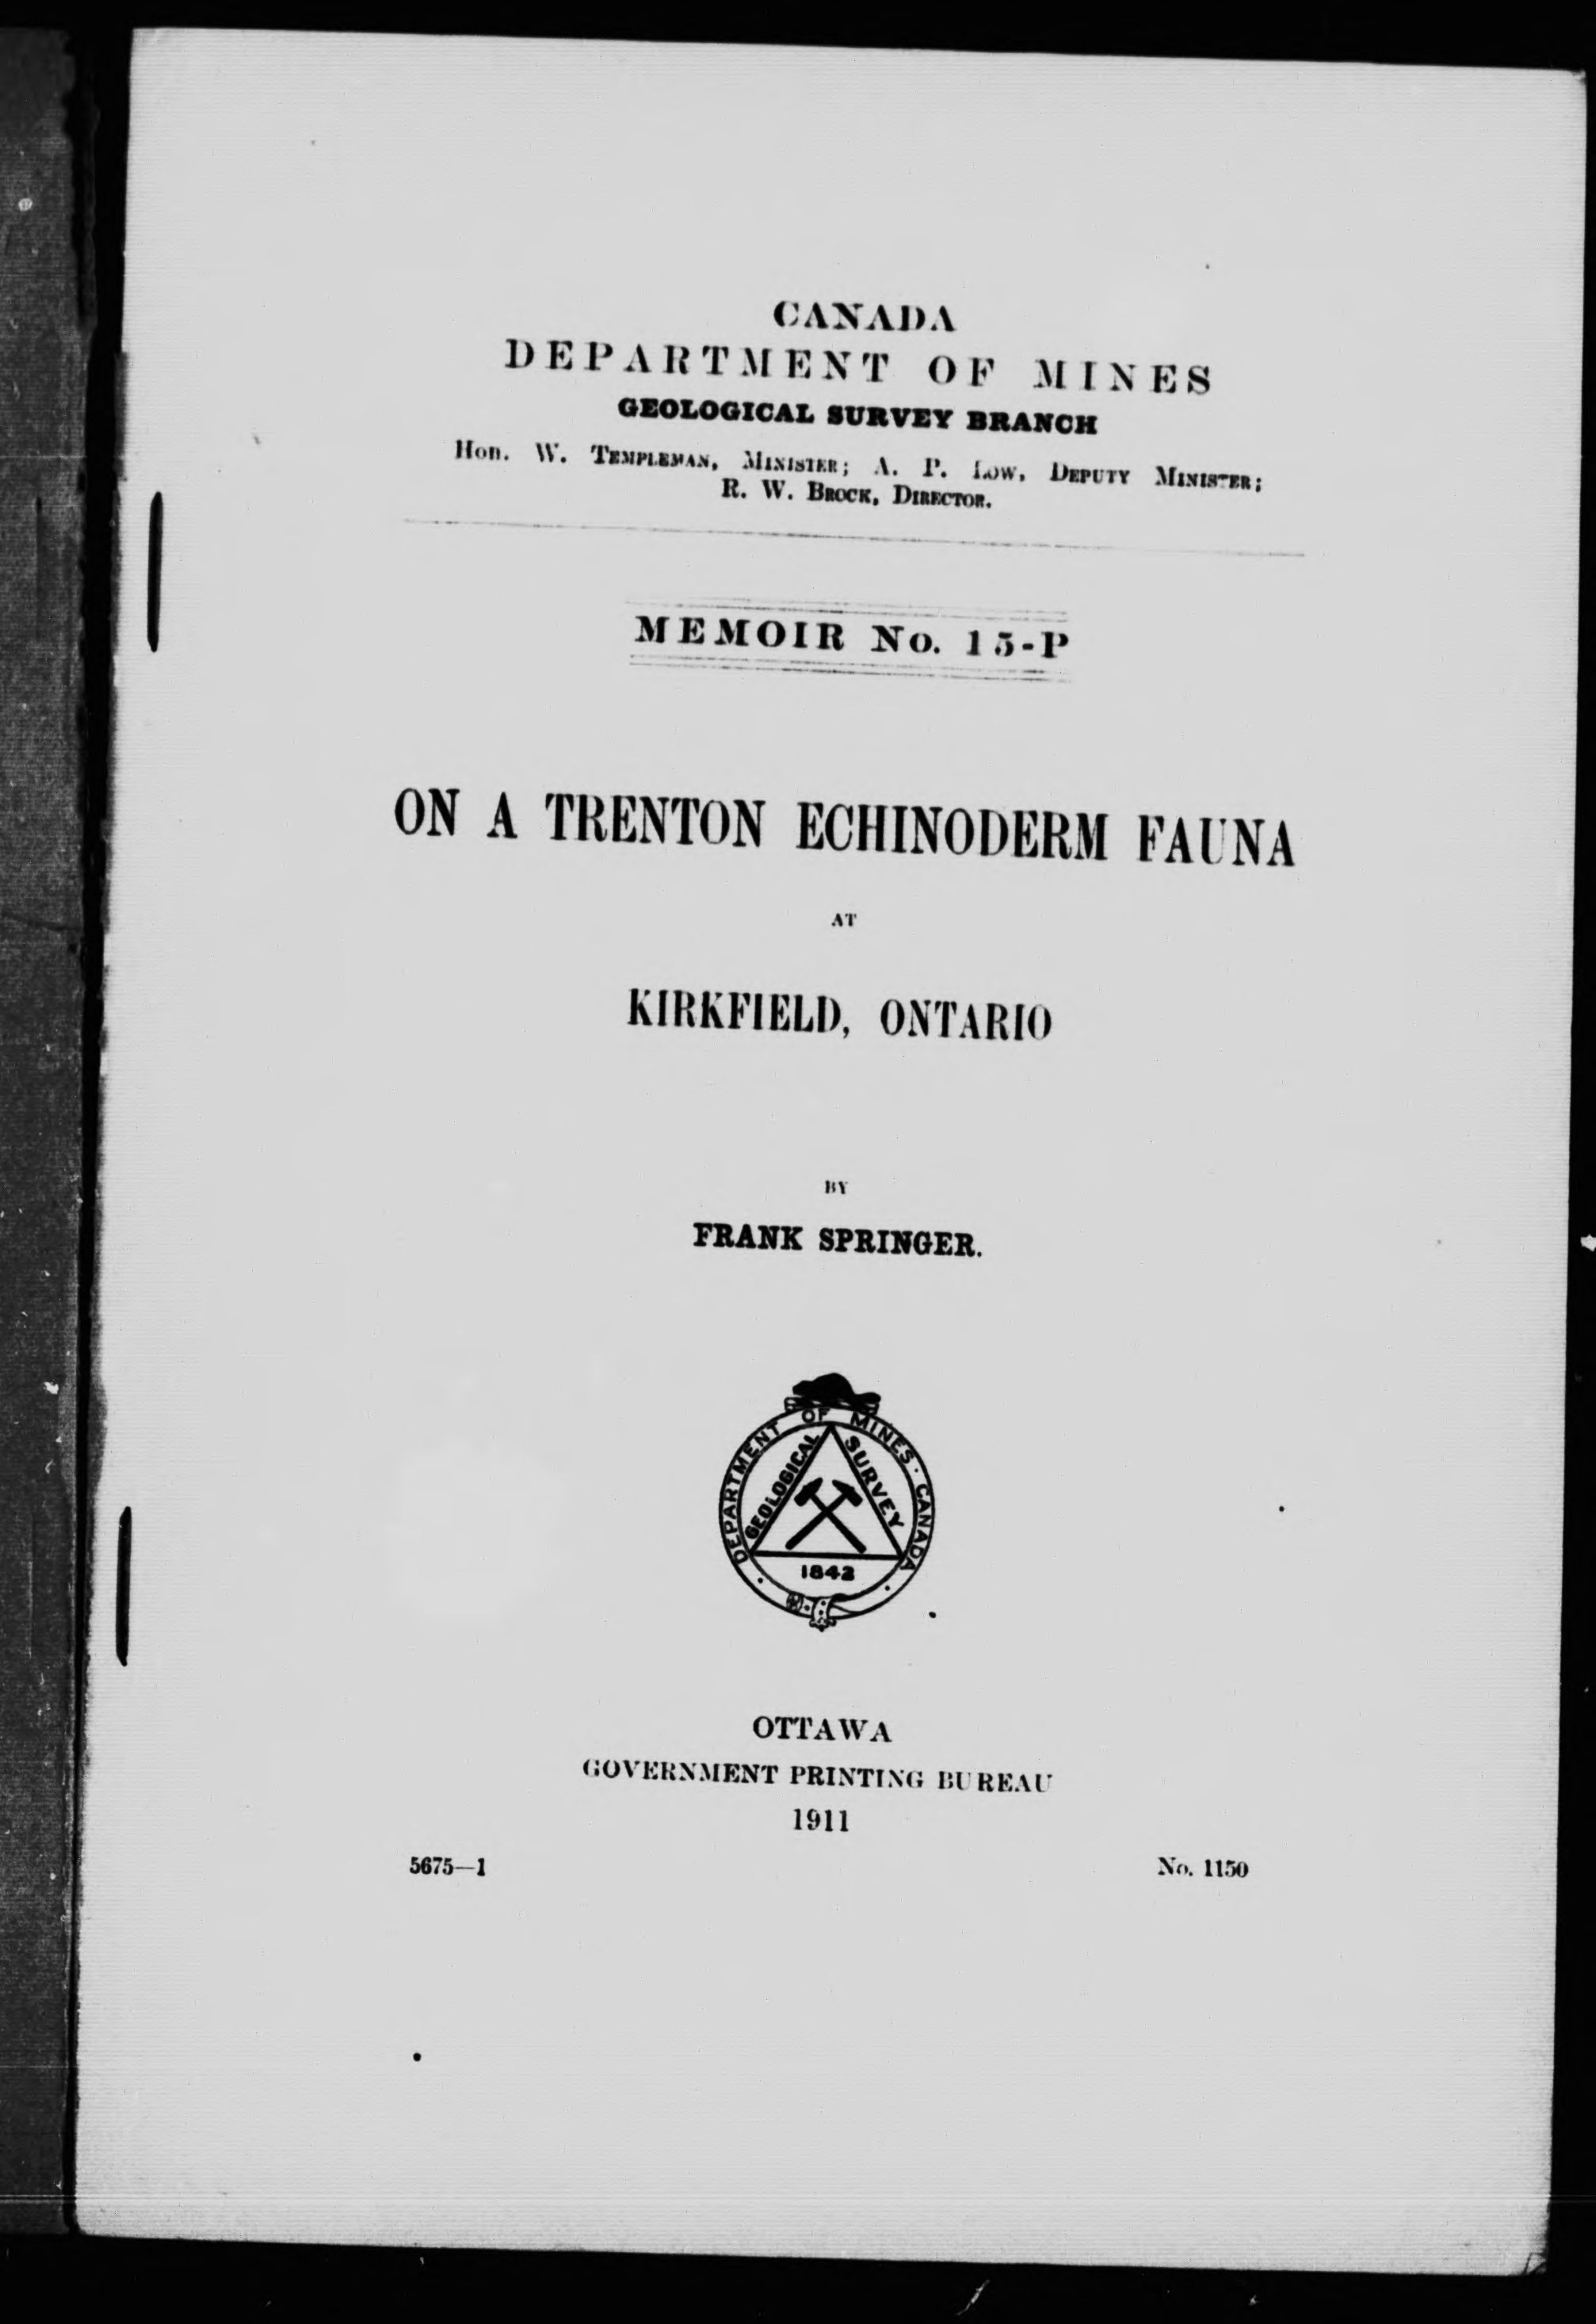 CANADA
DEPARTMENT OF MINES
GEOLOGICAL SURVEY BRANCH
Hon. W. Templeman, Minister; A. P. Low, Deputy Minister;
R. W. Brock, Director.
MEMOIR No. 15-P
ON A TRENTON ECHINODERM FAUNA
AT
KIRKFIELD, ONTARIO
BY
FRANK SPRINGER.
DEPARTMENT OF MINES · CANADA
GEOLOGICAL SURVEY
1842
OTTAWA
GOVERNMENT PRINTING BUREAU
1911
5675—1
No. 1150